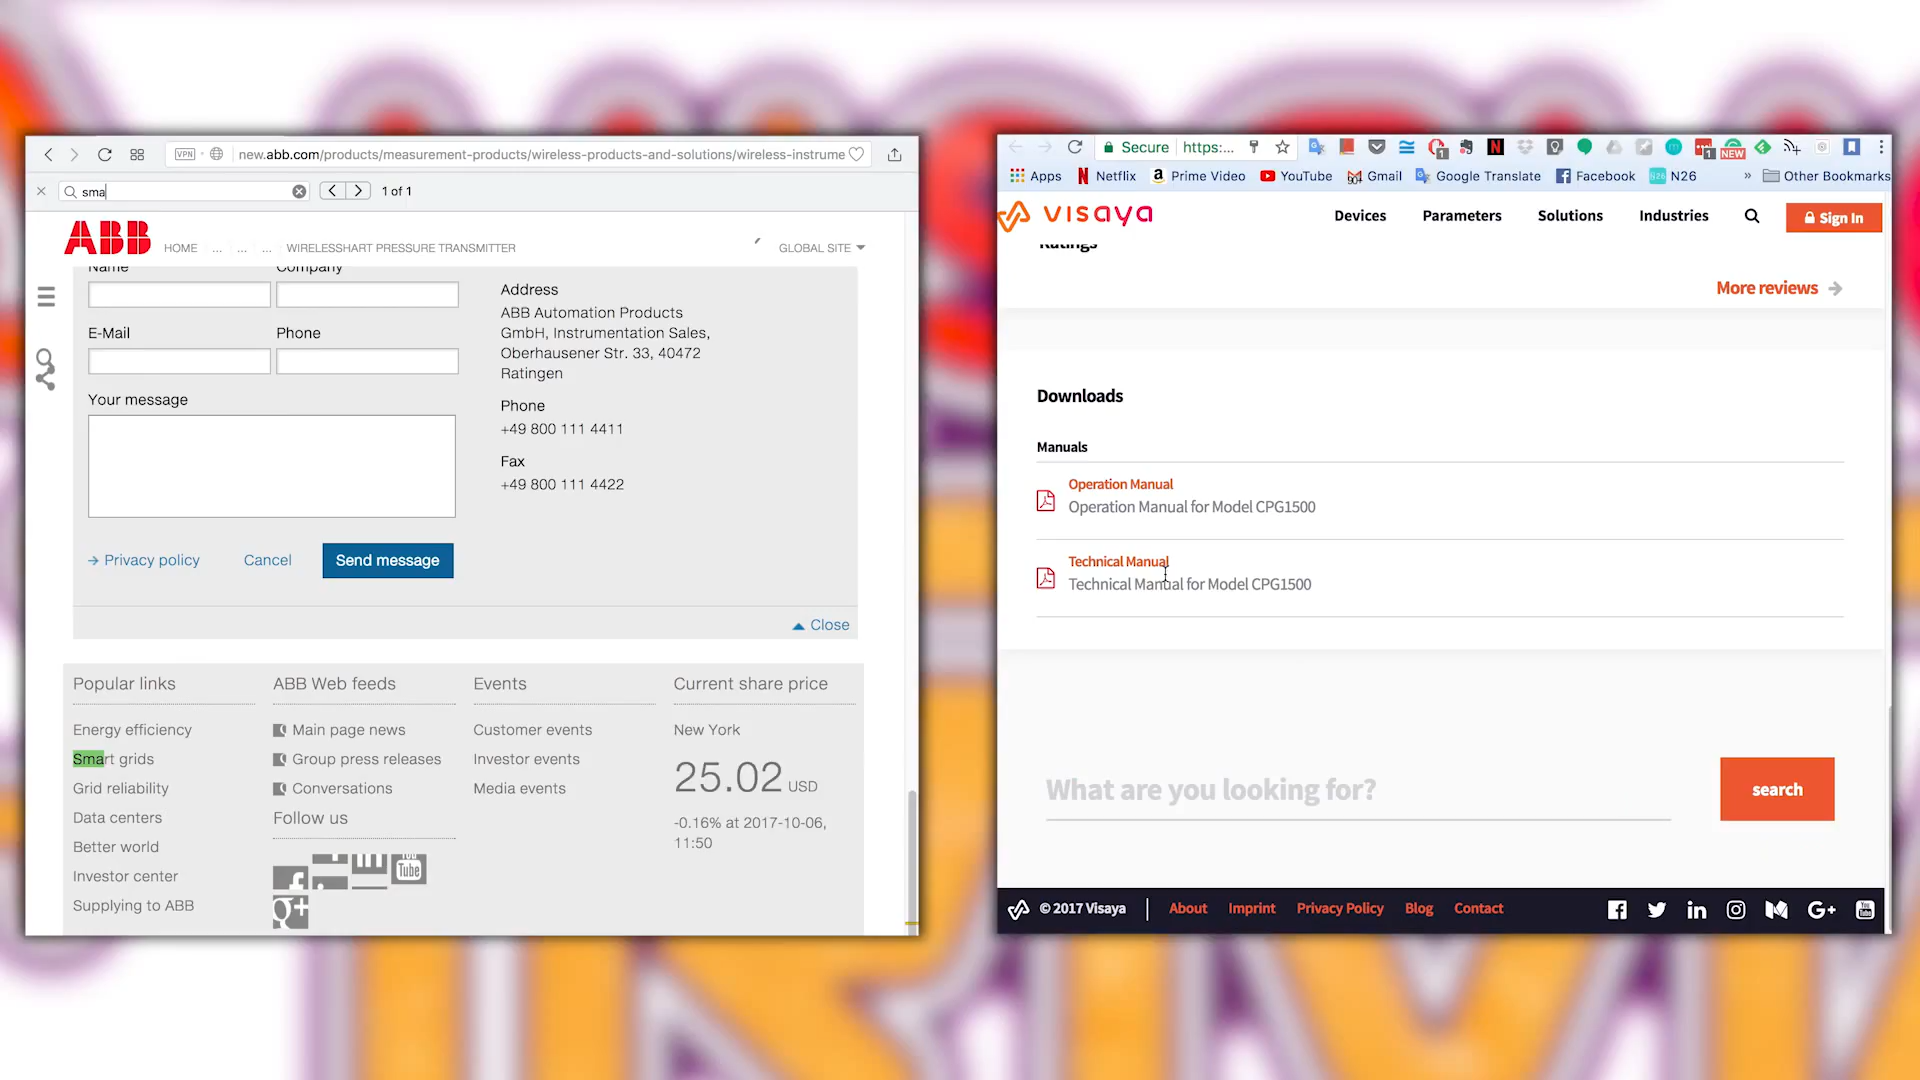 VPN
new.abb.com/products/measurement-products/wireless-products-and-solutions/wireless-instrume
sma
1 of 1
ABB
HOME ... ... ... WIRELESSHART PRESSURE TRANSMITTER
GLOBAL SITE
Name Company
E-Mail Phone
Your message
Address
ABB Automation Products
GmbH, Instrumentation Sales,
Oberhausener Str. 33, 40472
Ratingen
Phone
+49 800 111 4411
Fax
+49 800 111 4422
Privacy policy Cancel Send message
Close
Popular links
Energy efficiency
Smart grids
Grid reliability
Data centers
Better world
Investor center
Supplying to ABB
ABB Web feeds
Main page news
Group press releases
Conversations
Follow us
You
Tube
g+
Events
Customer events
Investor events
Media events
Current share price
New York
25.02 USD
-0.16% at 2017-10-06,
11:50
Secure https:...
NEW
Apps Netflix Prime Video YouTube Gmail Google Translate Facebook N26 » Other Bookmarks
visaya
Devices Parameters Solutions Industries Sign In
Ratings
More reviews
Downloads
Manuals
Operation Manual
Operation Manual for Model CPG1500
Technical Manual
Technical Manual for Model CPG1500
What are you looking for?
search
© 2017 Visaya About Imprint Privacy Policy Blog Contact